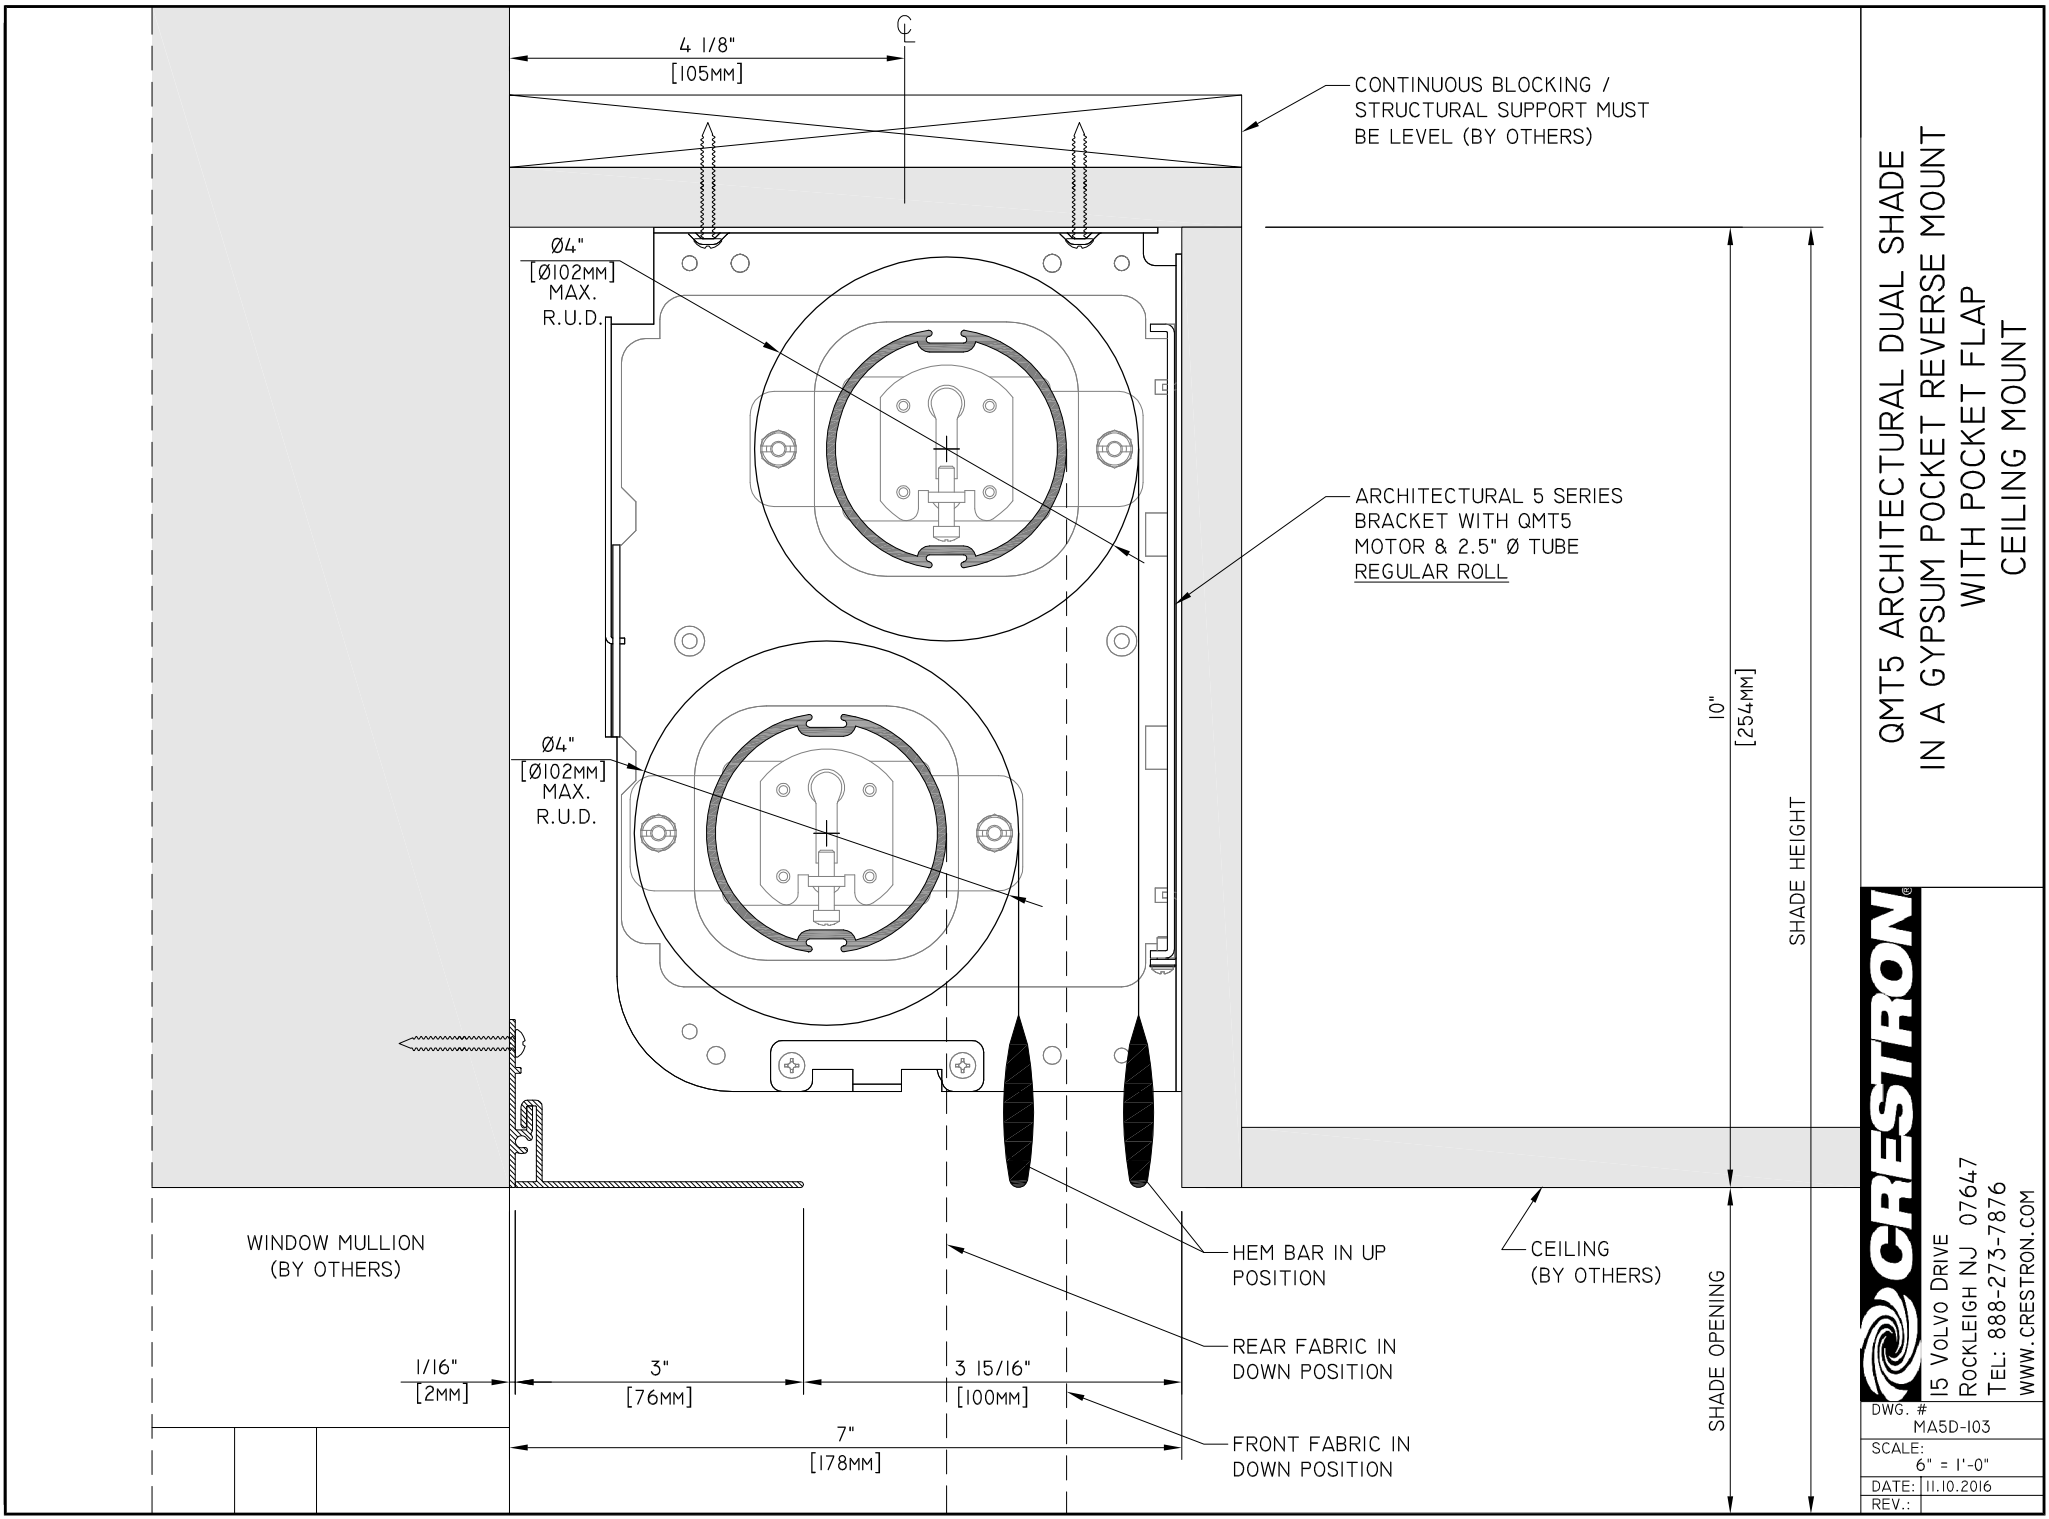 4 1/8"
[105MM]
CL
CONTINUOUS BLOCKING /
STRUCTURAL SUPPORT MUST
BE LEVEL (BY OTHERS)
Ø4"
[Ø102MM]
MAX.
R.U.D.
ARCHITECTURAL 5 SERIES
BRACKET WITH QMT5
MOTOR & 2.5" Ø TUBE
REGULAR ROLL
Ø4"
[Ø102MM]
MAX.
R.U.D.
10"
[254MM]
SHADE HEIGHT
SHADE OPENING
WINDOW MULLION
(BY OTHERS)
HEM BAR IN UP
POSITION
CEILING
(BY OTHERS)
REAR FABRIC IN
DOWN POSITION
FRONT FABRIC IN
DOWN POSITION
1/16"
[2MM]
3"
[76MM]
3 15/16"
[100MM]
7"
[178MM]
QMT5 ARCHITECTURAL DUAL SHADE
IN A GYPSUM POCKET REVERSE MOUNT
WITH POCKET FLAP
CEILING MOUNT
CRESTRON®
15 VOLVO DRIVE
ROCKLEIGH NJ 07647
TEL: 888-273-7876
WWW.CRESTRON.COM
DWG. #
MA5D-103
SCALE:
6" = 1'-0"
DATE: 11.10.2016
REV.: